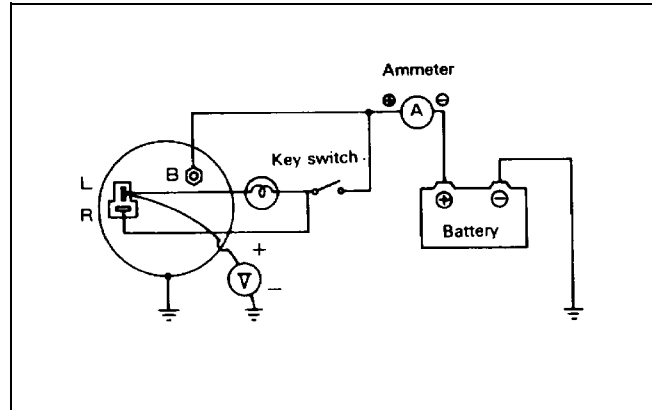 Ammeter
⊕ A ⊖
Key switch
B
L
R
+
V
−
⊕ ⊖
Battery